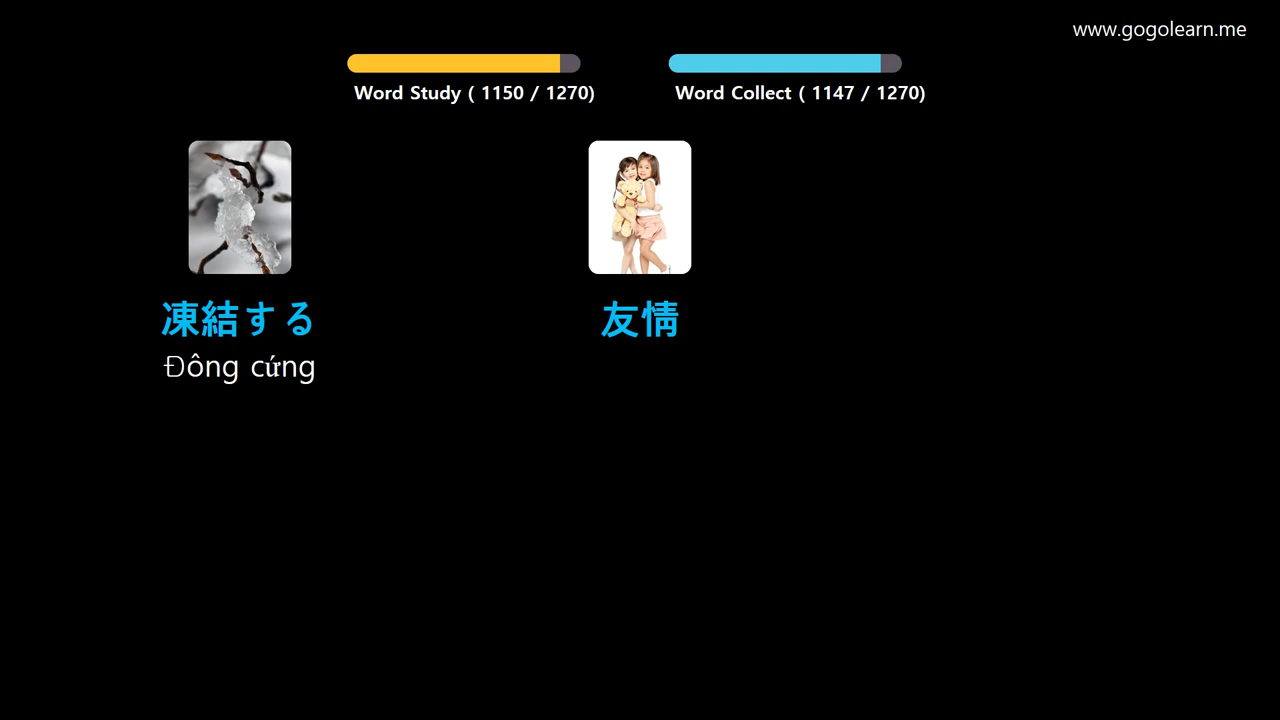 www.gogolearn.me
Word Study ( 1150 / 1270)
Word Collect ( 1147 / 1270)
凍結する
Đông cứng
友情